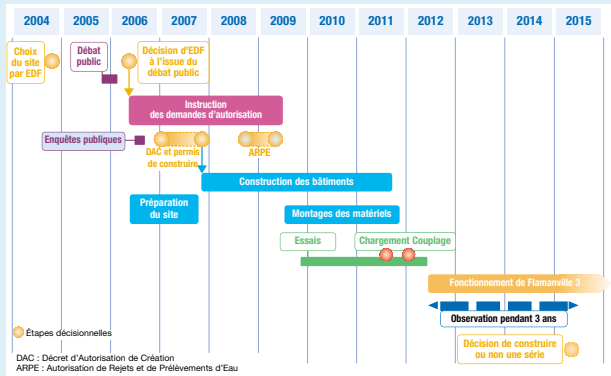 2004 2005 2006 2007 2008 2009 2010 2011 2012 2013 2014 2015
Choix
du site
par EDF
Débat
public
Décision d'EDF
à l'issue du
débat public
Instruction
des demandes d'autorisation
Enquêtes publiques
DAC et permis
de construire
ARPE
Construction des bâtiments
Préparation
du site
Montages des matériels
Essais
Chargement Couplage
Fonctionnement de Flamanville 3
Observation pendant 3 ans
Décision de construire
ou non une série
Étapes décisionnelles
DAC : Décret d'Autorisation de Création
ARPE : Autorisation de Rejets et de Prélèvements d'Eau